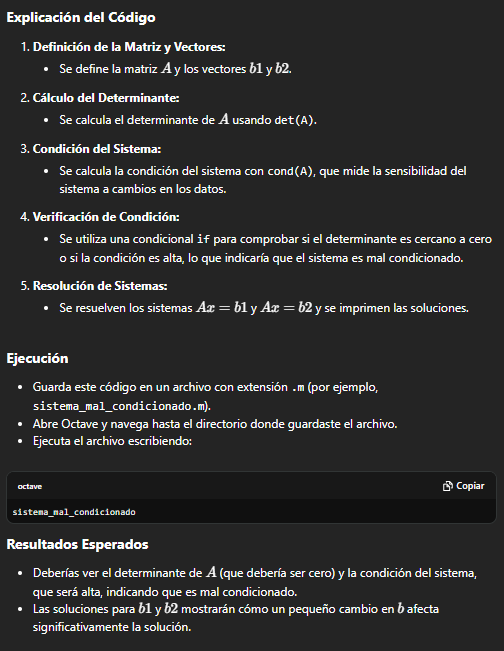 Explicación del Código
1. Definición de la Matriz y Vectores:
• Se define la matriz A y los vectores b1 y b2.
2. Cálculo del Determinante:
• Se calcula el determinante de A usando det(A).
3. Condición del Sistema:
• Se calcula la condición del sistema con cond(A), que mide la sensibilidad del
sistema a cambios en los datos.
4. Verificación de Condición:
• Se utiliza una condicional if para comprobar si el determinante es cercano a cero
o si la condición es alta, lo que indicaría que el sistema es mal condicionado.
5. Resolución de Sistemas:
• Se resuelven los sistemas Ax = b1 y Ax = b2 y se imprimen las soluciones.
Ejecución
• Guarda este código en un archivo con extensión .m (por ejemplo,
sistema_mal_condicionado.m).
• Abre Octave y navega hasta el directorio donde guardaste el archivo.
• Ejecuta el archivo escribiendo:
octave Copiar
sistema_mal_condicionado
Resultados Esperados
• Deberías ver el determinante de A (que debería ser cero) y la condición del sistema,
que será alta, indicando que es mal condicionado.
• Las soluciones para b1 y b2 mostrarán cómo un pequeño cambio en b afecta
significativamente la solución.